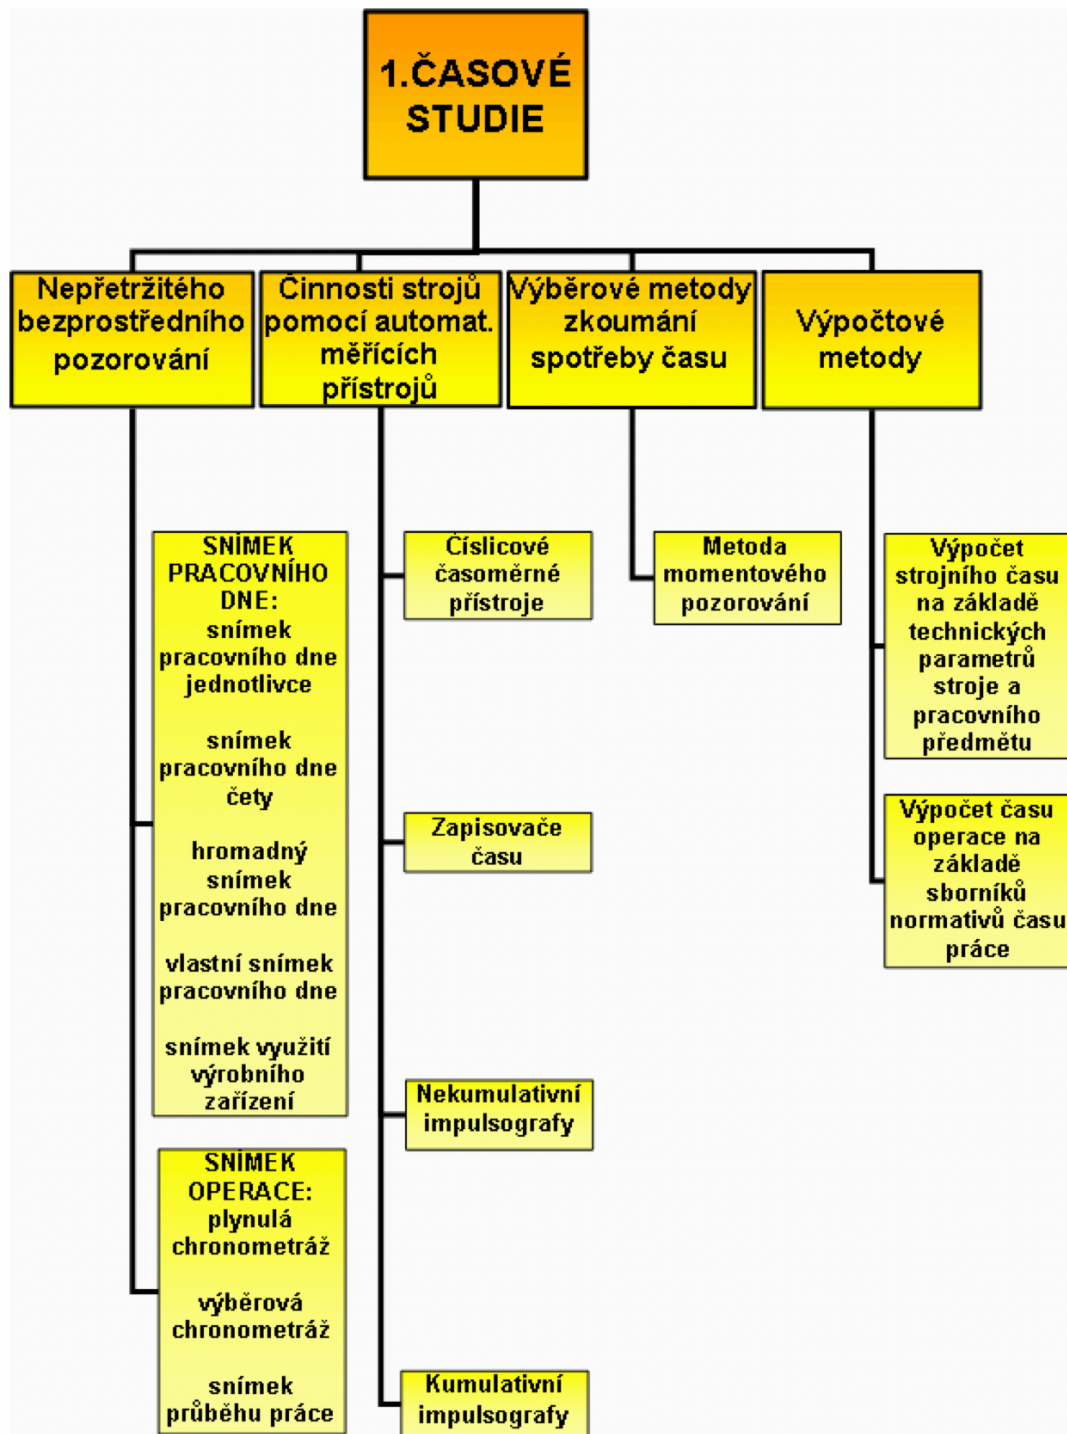 1.ČASOVÉ
STUDIE
Nepřetržitého
bezprostředního
pozorování
Činnosti strojů
pomocí automat.
měřících
přístrojů
Výběrové metody
zkoumání
spotřeby času
Výpočtové
metody
SNÍMEK
PRACOVNÍHO
DNE:
snímek
pracovního dne
jednotlivce
snímek
pracovního dne
čety
hromadný
snímek
pracovního dne
vlastní snímek
pracovního dne
snímek využití
výrobního
zařízení
SNÍMEK
OPERACE:
plynulá
chronometráž
výběrová
chronometráž
snímek
průběhu práce
Číslicové
časoměrné
přístroje
Zapisovače
času
Nekumulativní
impulsografy
Kumulativní
impulsografy
Metoda
momentového
pozorování
Výpočet
strojního času
na základě
technických
parametrů
stroje a
pracovního
předmětu
Výpočet času
operace na
základě
sborníků
normativů času
práce